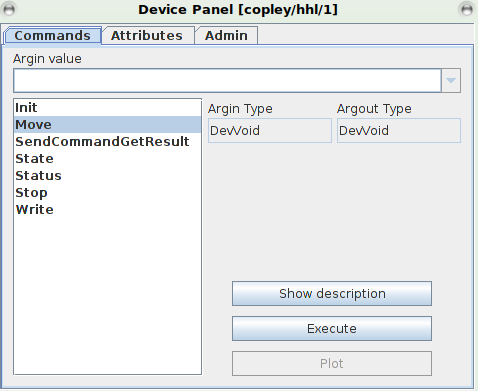 Device Panel [copley/hhl/1]
Commands Attributes Admin
Argin value
Init
Move
SendCommandGetResult
State
Status
Stop
Write
Argin Type Argout Type
DevVoid DevVoid
Show description
Execute
Plot